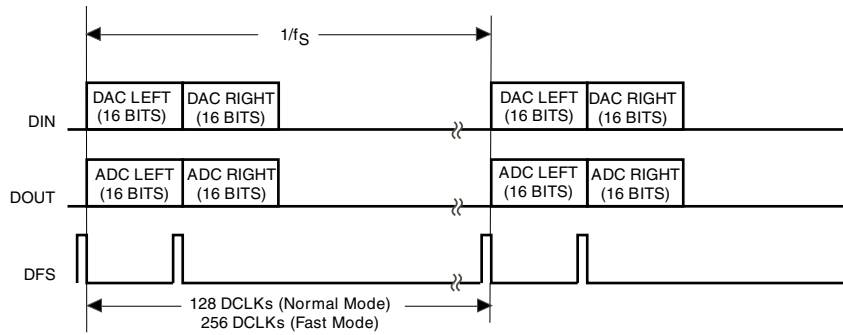 1/fS
DIN
DAC LEFT
(16 BITS)
DAC RIGHT
(16 BITS)
DAC LEFT
(16 BITS)
DAC RIGHT
(16 BITS)
DOUT
ADC LEFT
(16 BITS)
ADC RIGHT
(16 BITS)
ADC LEFT
(16 BITS)
ADC RIGHT
(16 BITS)
DFS
128 DCLKs (Normal Mode)
256 DCLKs (Fast Mode)